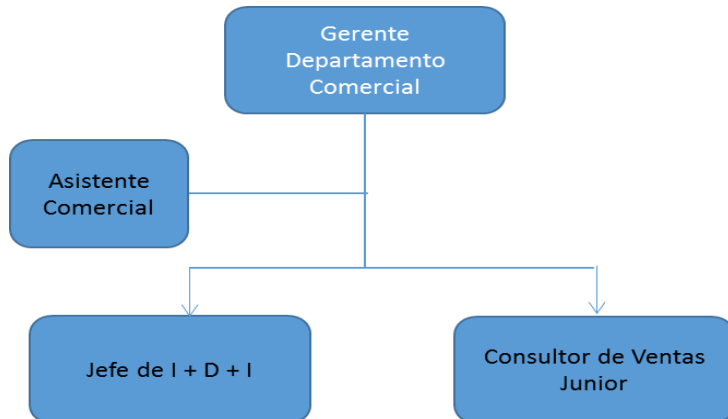 Gerente
Departamento
Comercial
Asistente
Comercial
Jefe de I + D + I
Consultor de Ventas
Junior